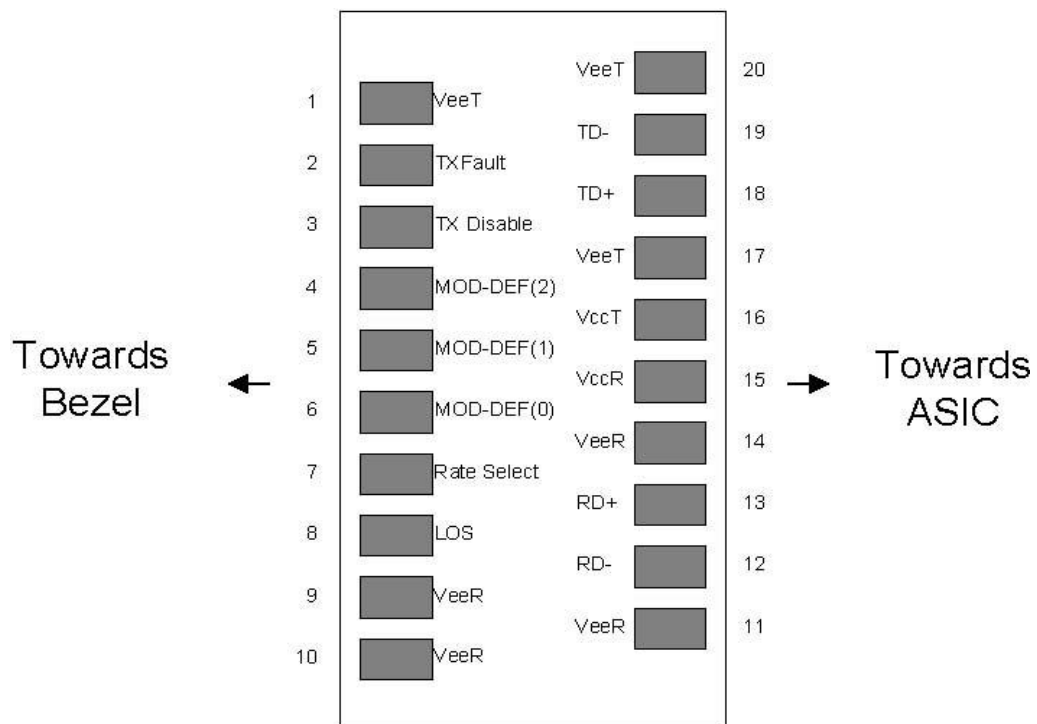 VeeT 20
1 VeeT
TD- 19
2 TXFault
TD+ 18
3 TX Disable
VeeT 17
4 MOD-DEF(2)
VccT 16
5 MOD-DEF(1)
Towards
Bezel
VccR 15
Towards
ASIC
6 MOD-DEF(0)
VeeR 14
7 Rate Select
RD+ 13
8 LOS
RD- 12
9 VeeR
VeeR 11
10 VeeR